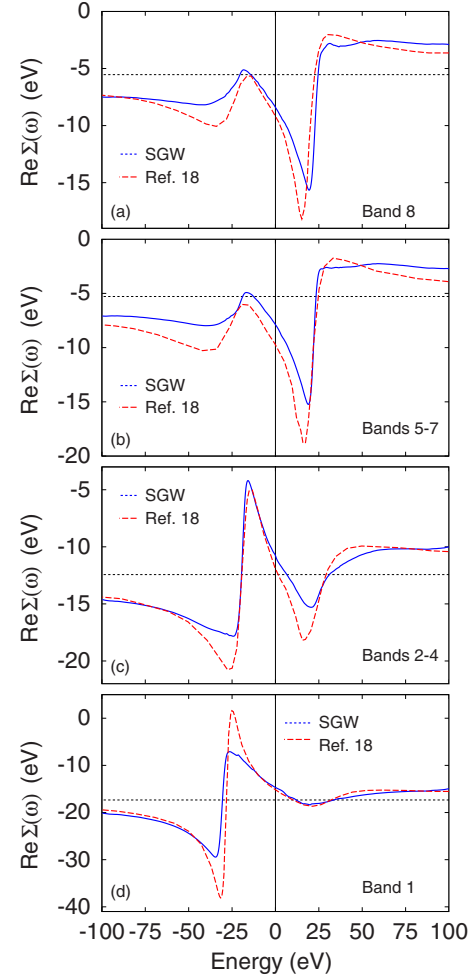 0
-5
-10
-15
Re Σ(ω) (eV)
SGW
Ref. 18
(a)
Band 8
0
-5
-10
-15
-20
Re Σ(ω) (eV)
SGW
Ref. 18
(b)
Bands 5-7
-5
-10
-15
-20
Re Σ(ω) (eV)
SGW
Ref. 18
(c)
Bands 2-4
0
-10
-20
-30
-40
Re Σ(ω) (eV)
SGW
Ref. 18
(d)
Band 1
-100 -75 -50 -25 0 25 50 75 100
Energy (eV)